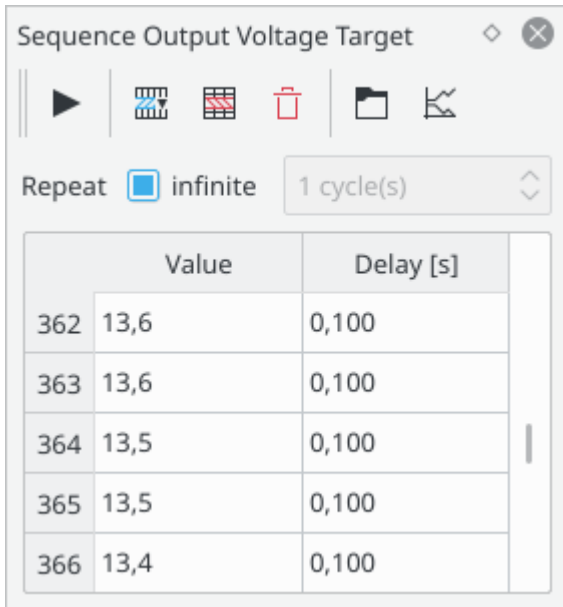 Sequence Output Voltage Target
Repeat infinite 1 cycle(s)
Value Delay [s]
362 13,6 0,100
363 13,6 0,100
364 13,5 0,100
365 13,5 0,100
366 13,4 0,100